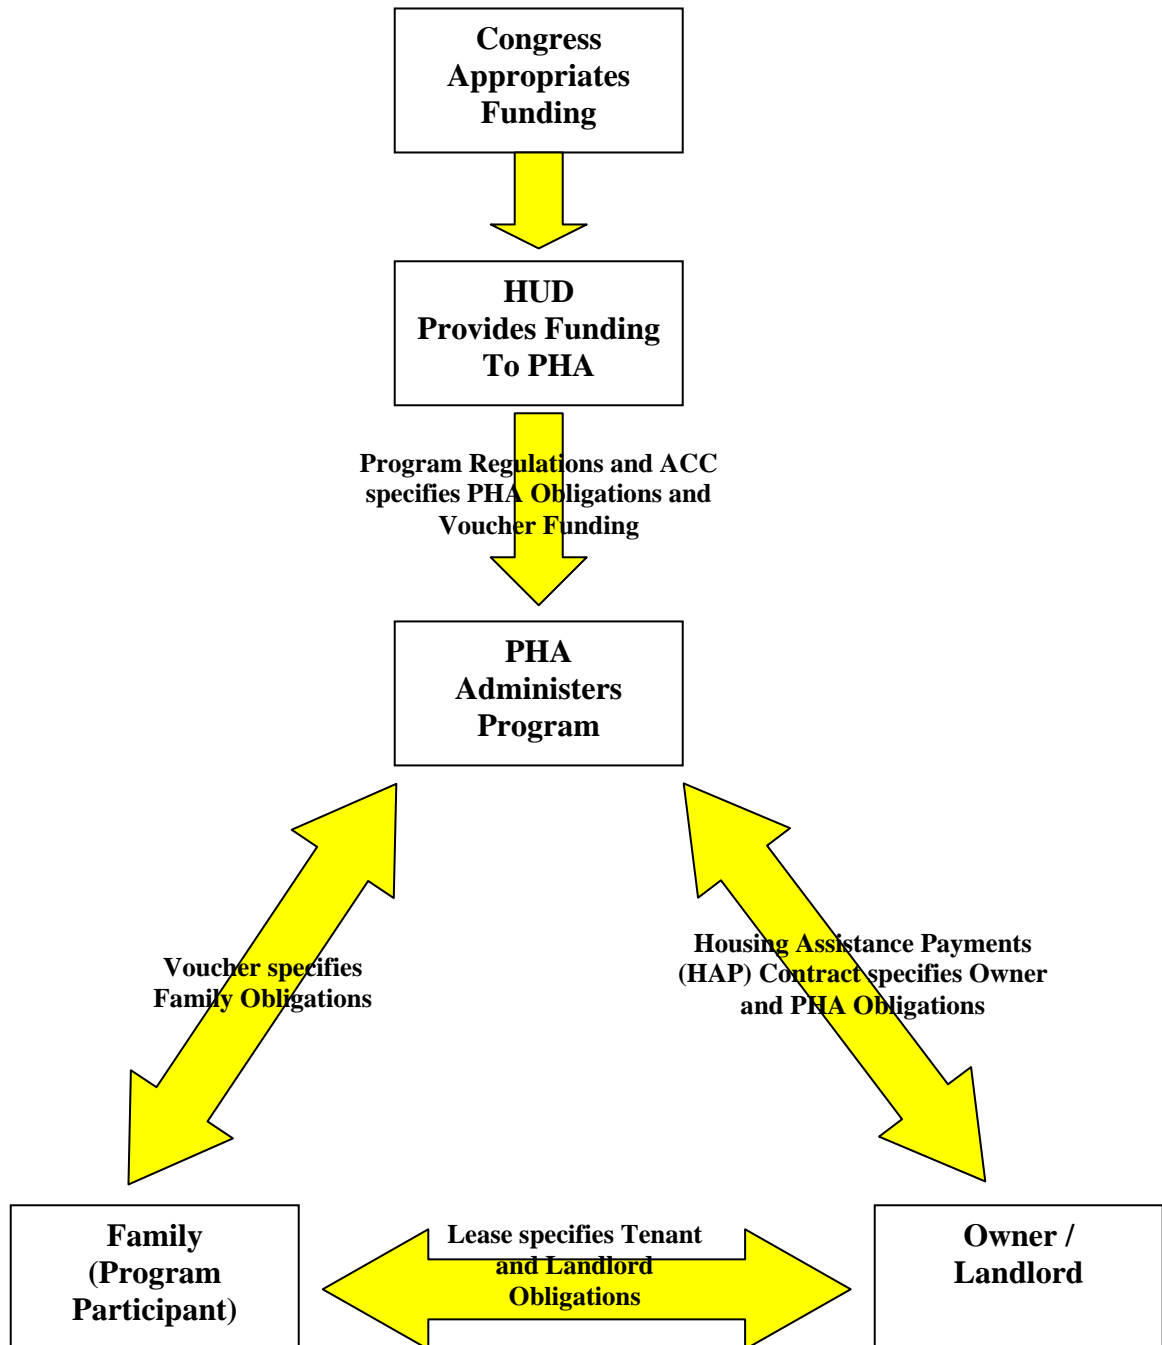 Congress
Appropriates
Funding
HUD
Provides Funding
To PHA
Program Regulations and ACC
specifies PHA Obligations and
Voucher Funding
PHA
Administers
Program
Voucher specifies
Family Obligations
Housing Assistance Payments
(HAP) Contract specifies Owner
and PHA Obligations
Family
(Program
Participant)
Lease specifies Tenant
and Landlord
Obligations
Owner /
Landlord